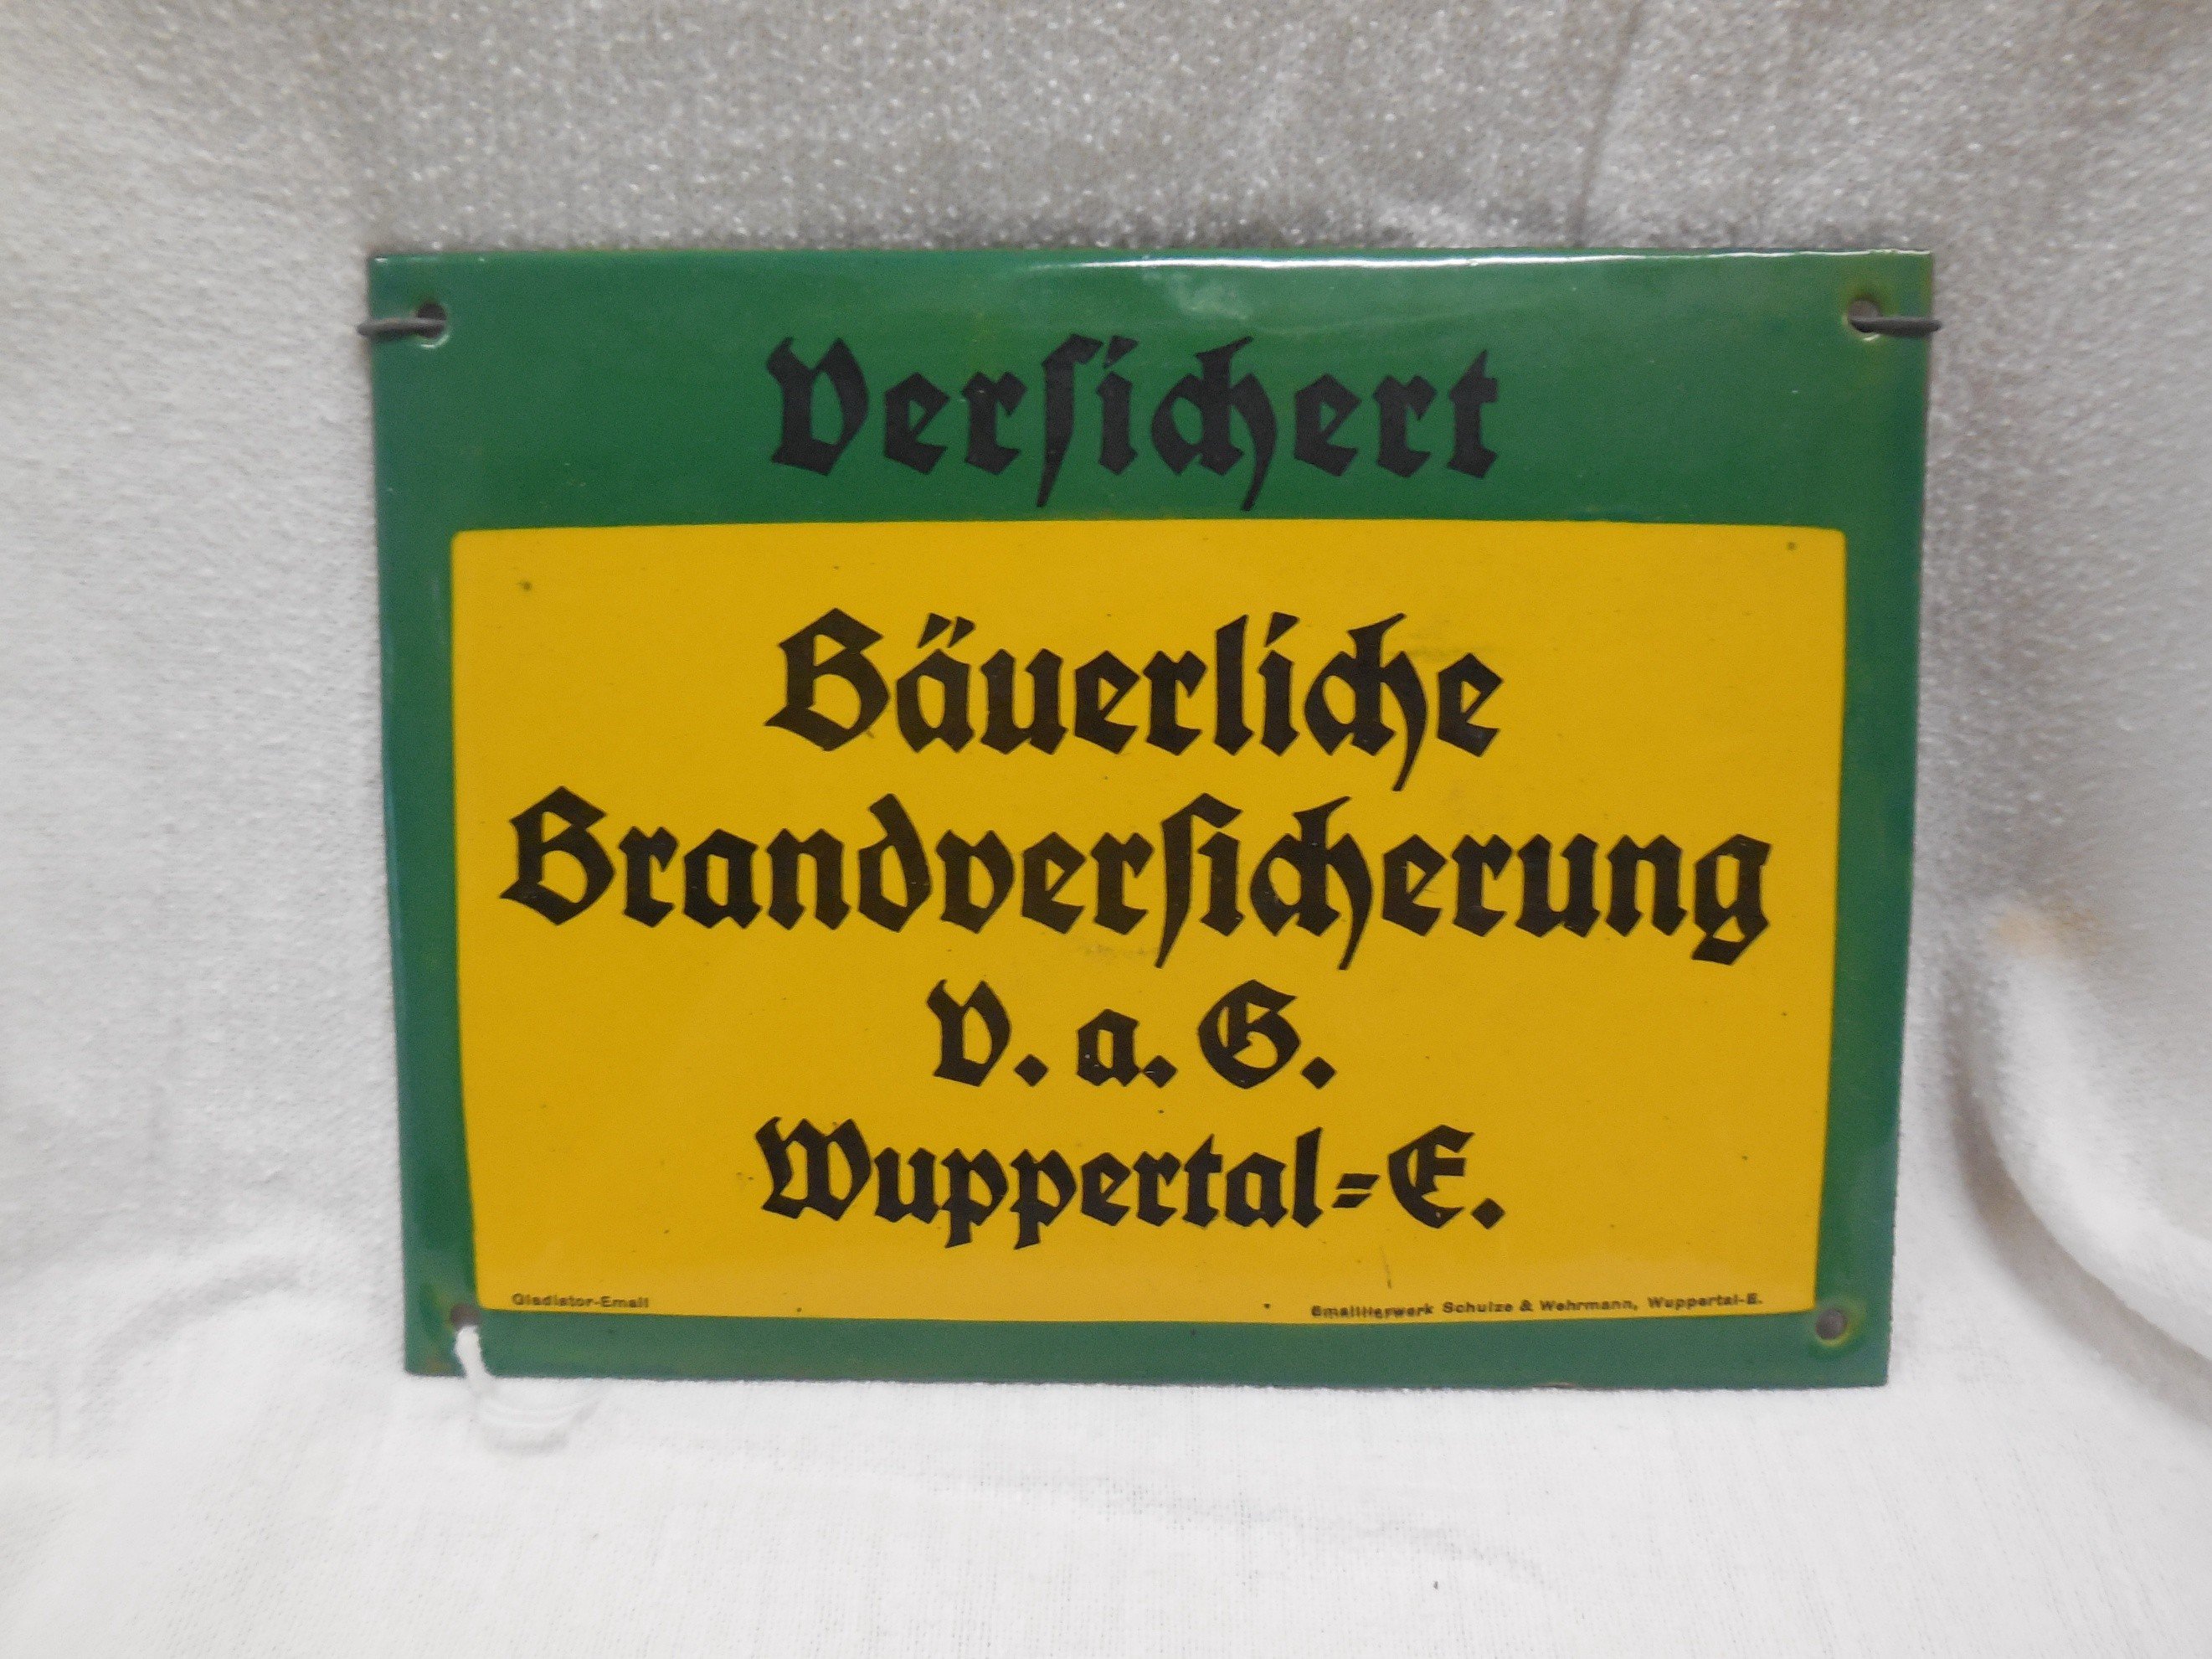 Versichert
Bäuerliche
Brandversicherung
V. a. G.
Wuppertal=E.
Gladiator-Email
Emaillierwerk Schulze & Wehrmann, Wuppertal-E.